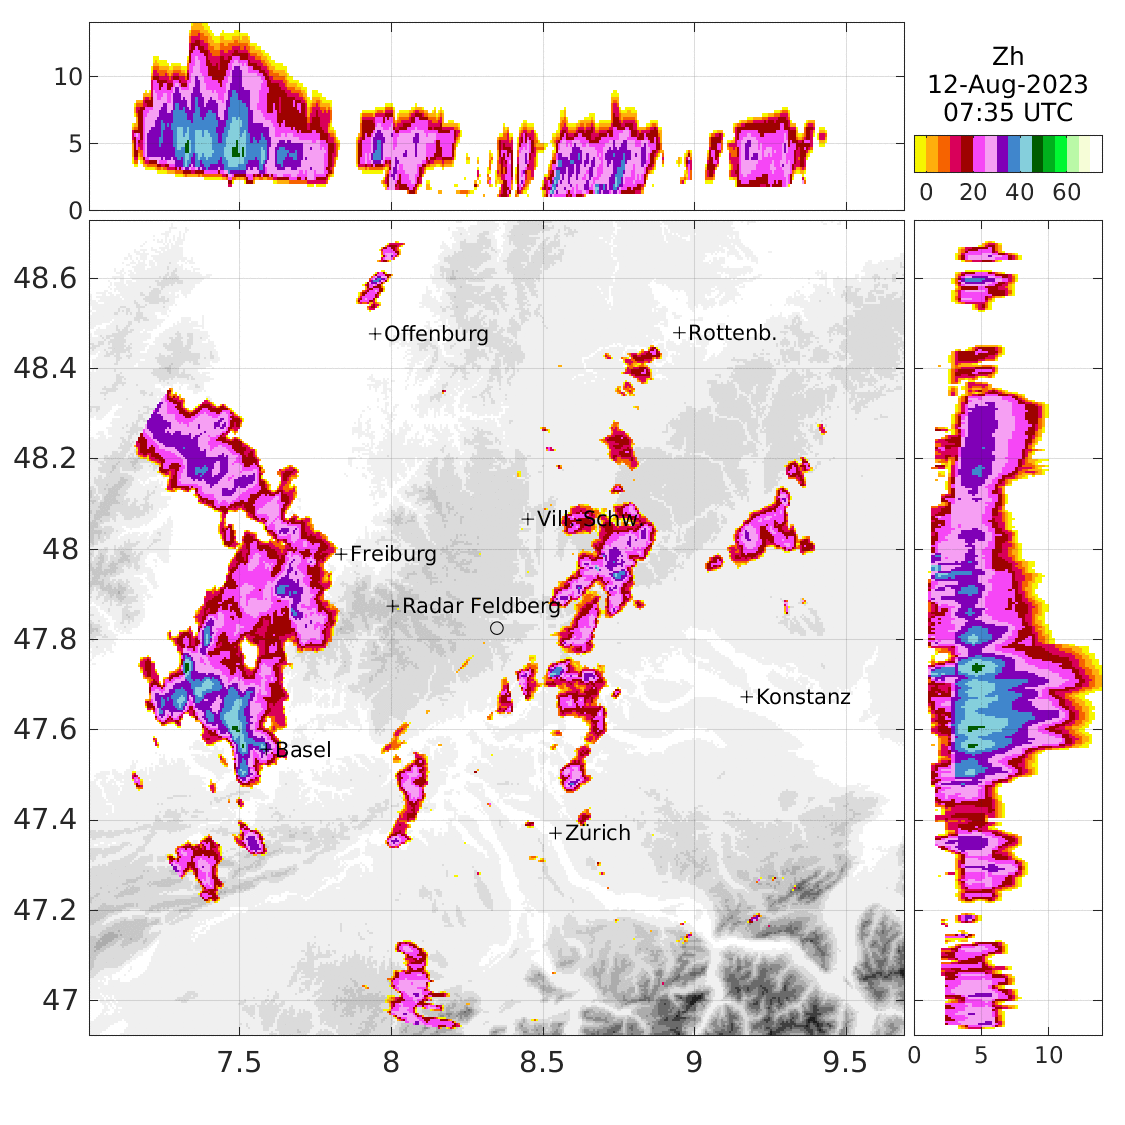 Zh
12-Aug-2023
07:35 UTC
0 20 40 60
10
5
0
48.6
48.4
48.2
48
47.8
47.6
47.4
47.2
47
+Offenburg
+Rottenb.
+Vill.-Schw.
+Freiburg
+Radar Feldberg
+Konstanz
+Basel
+Zürich
7.5 8 8.5 9 9.5
0 5 10